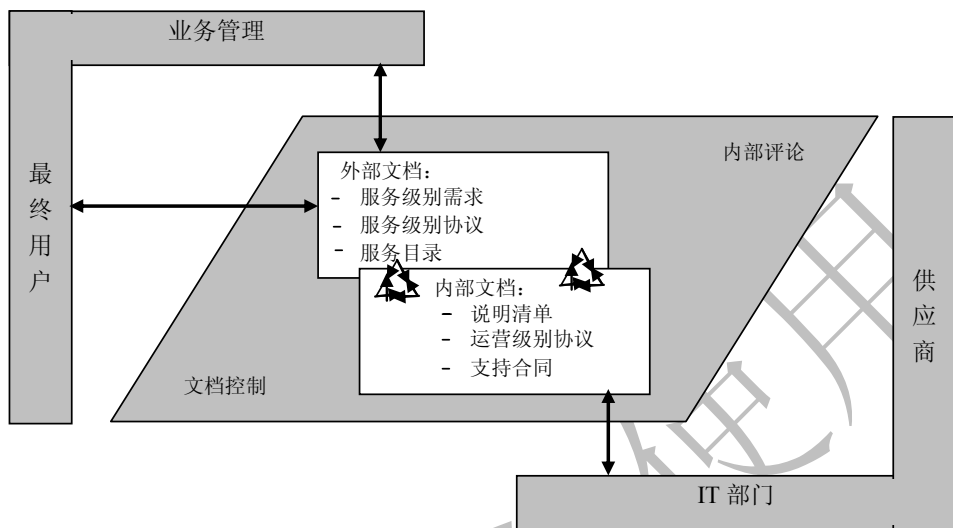 业务管理
最终用户
内部评论
外部文档：
- 服务级别需求
- 服务级别协议
- 服务目录
内部文档：
- 说明清单
- 运营级别协议
- 支持合同
文档控制
供应商
IT 部门
使用